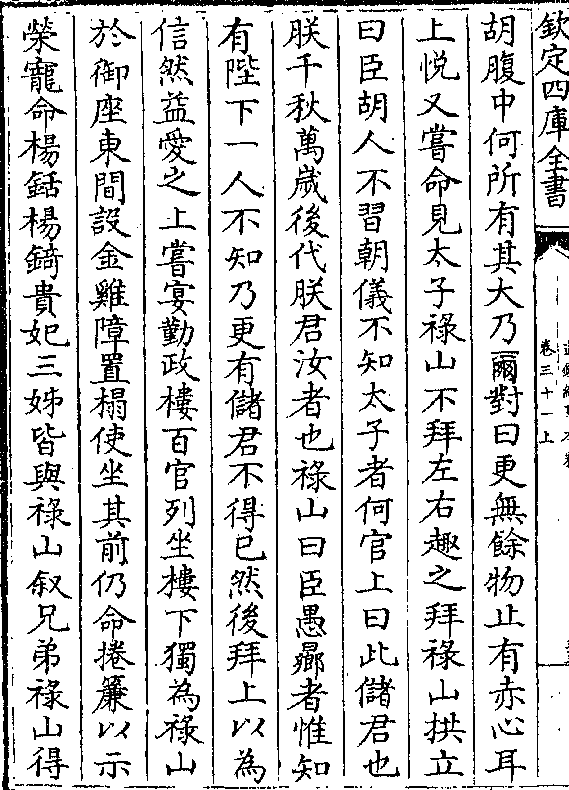 欽定四庫全書
卷三十一上
胡腹中何所有其大乃爾對曰更無餘物止有赤心耳
上悦又嘗命見太子祿山不拜左右趣之拜祿山拱立
曰臣胡人不習朝儀不知太子者何官上曰此儲君也
朕千秋萬歲後代朕君汝者也祿山曰臣愚曏者惟知
有陛下一人不知乃更有儲君不得已然後拜上以為
信然益愛之上嘗宴勤政樓百官列坐樓下獨為祿山
於御座東間設金雞障置榻使坐其前仍命捲簾以示
榮寵命楊銛楊錡貴妃三姊皆與祿山叙兄弟祿山得